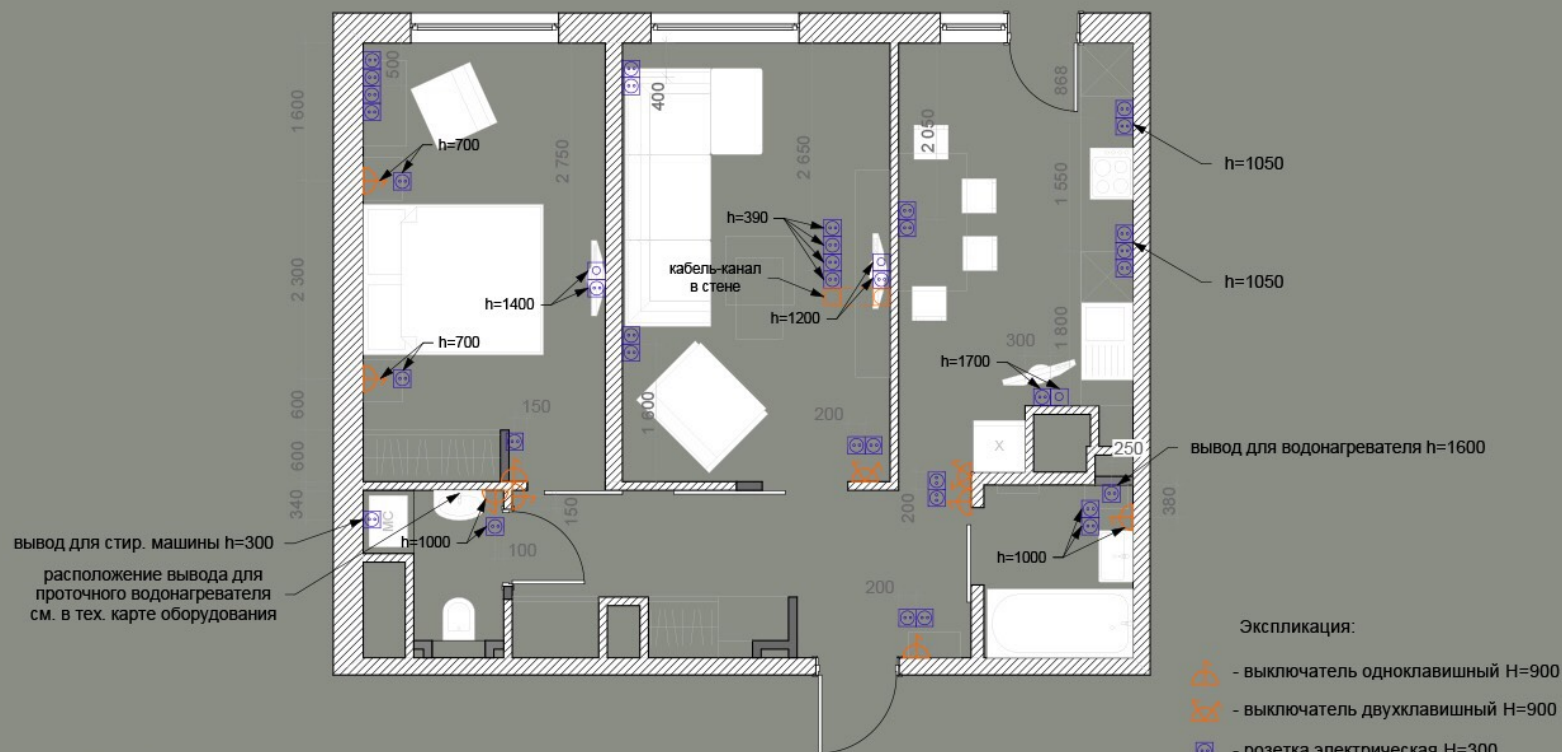 500
1 600
400
868
2 050
2 750
2 650
1 550
h=700
h=1050
h=390
2 300
кабель-канал
в стене
h=1050
h=1400
h=1200
1 800
300
h=700
h=1700
600
150
1 600
200
600
X
250
вывод для водонагревателя h=1600
340
МС
150
200
380
вывод для стир. машины h=300
h=1000
100
h=1000
расположение вывода для
проточного водонагревателя
см. в тех. карте оборудования
200
Экспликация:
- выключатель одноклавишный Н=900
- выключатель двухклавишный Н=900
- розетка электрическая Н=300